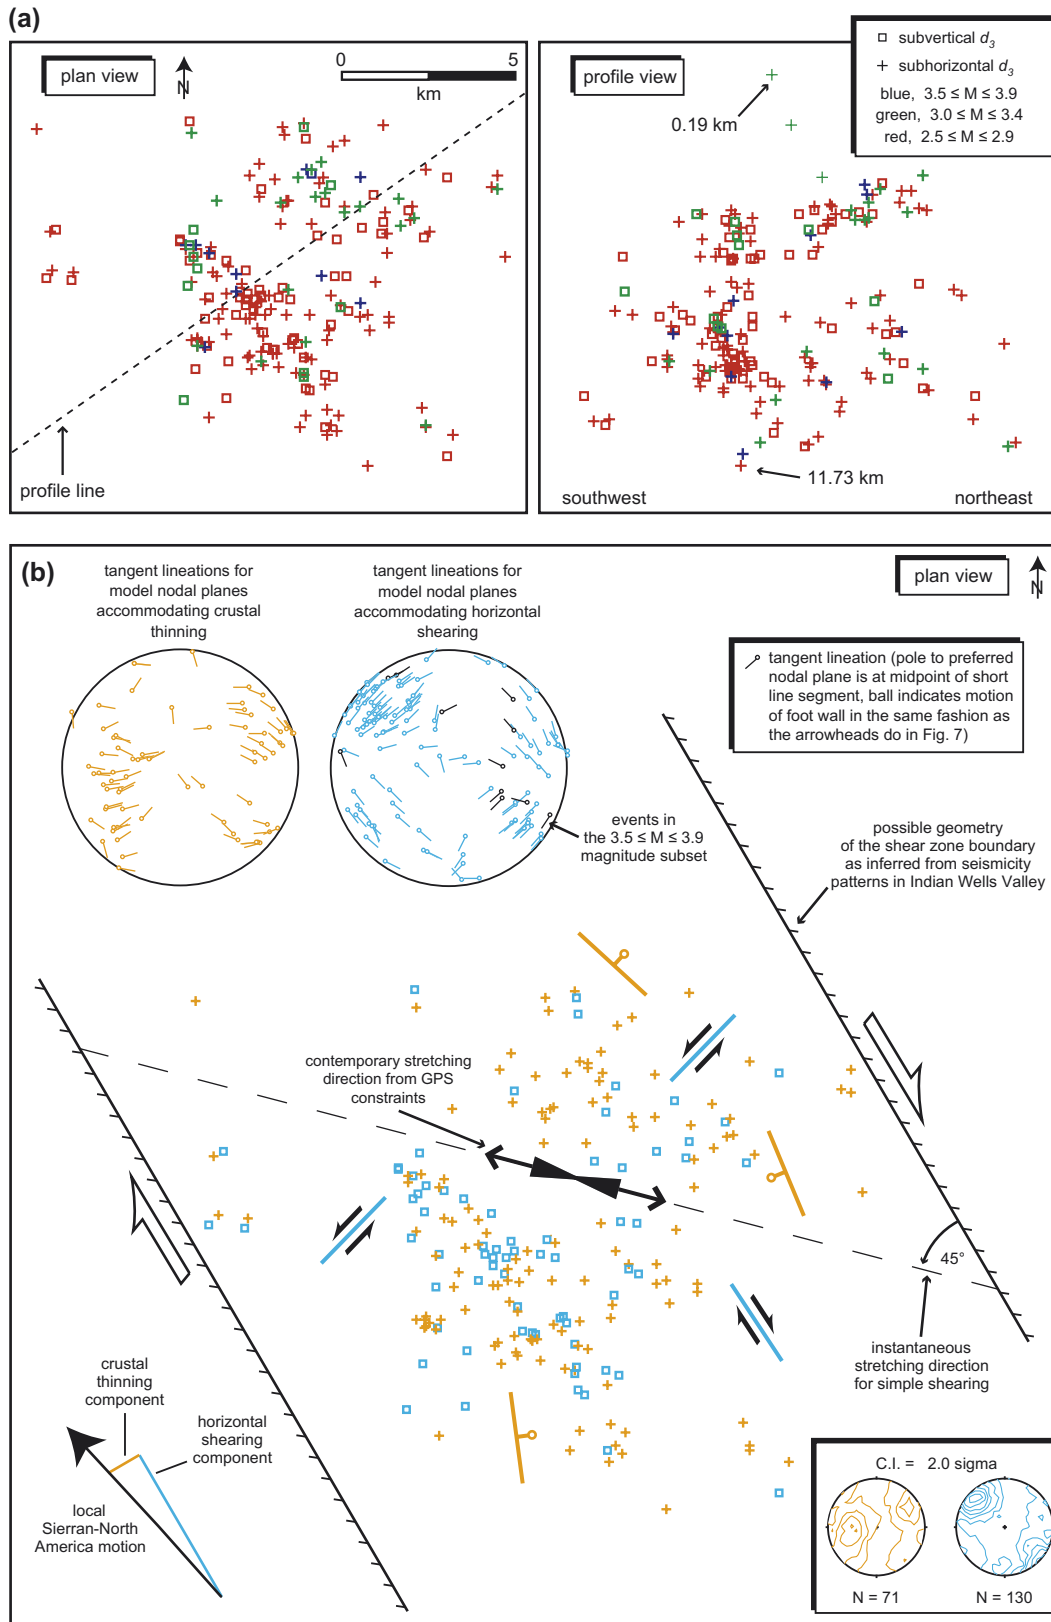 (a)
plan view
N
0
5
km
profile line
profile view
0.19 km
subvertical d3
subhorizontal d3
blue, 3.5 ≤ M ≤ 3.9
green, 3.0 ≤ M ≤ 3.4
red, 2.5 ≤ M ≤ 2.9
11.73 km
southwest
northeast
(b)
tangent lineations for
model nodal planes
accommodating crustal
thinning
tangent lineations for
model nodal planes
accommodating horizontal
shearing
plan view
N
tangent lineation (pole to preferred
nodal plane is at midpoint of short
line segment, ball indicates motion
of foot wall in the same fashion as
the arrowheads do in Fig. 7)
events in
the 3.5 ≤ M ≤ 3.9
magnitude subset
possible geometry
of the shear zone boundary
as inferred from seismicity
patterns in Indian Wells Valley
contemporary stretching
direction from GPS
constraints
45°
instantaneous
stretching direction
for simple shearing
crustal
thinning
component
horizontal
shearing
component
local
Sierran-North
America motion
C.I. = 2.0 sigma
N = 71
N = 130